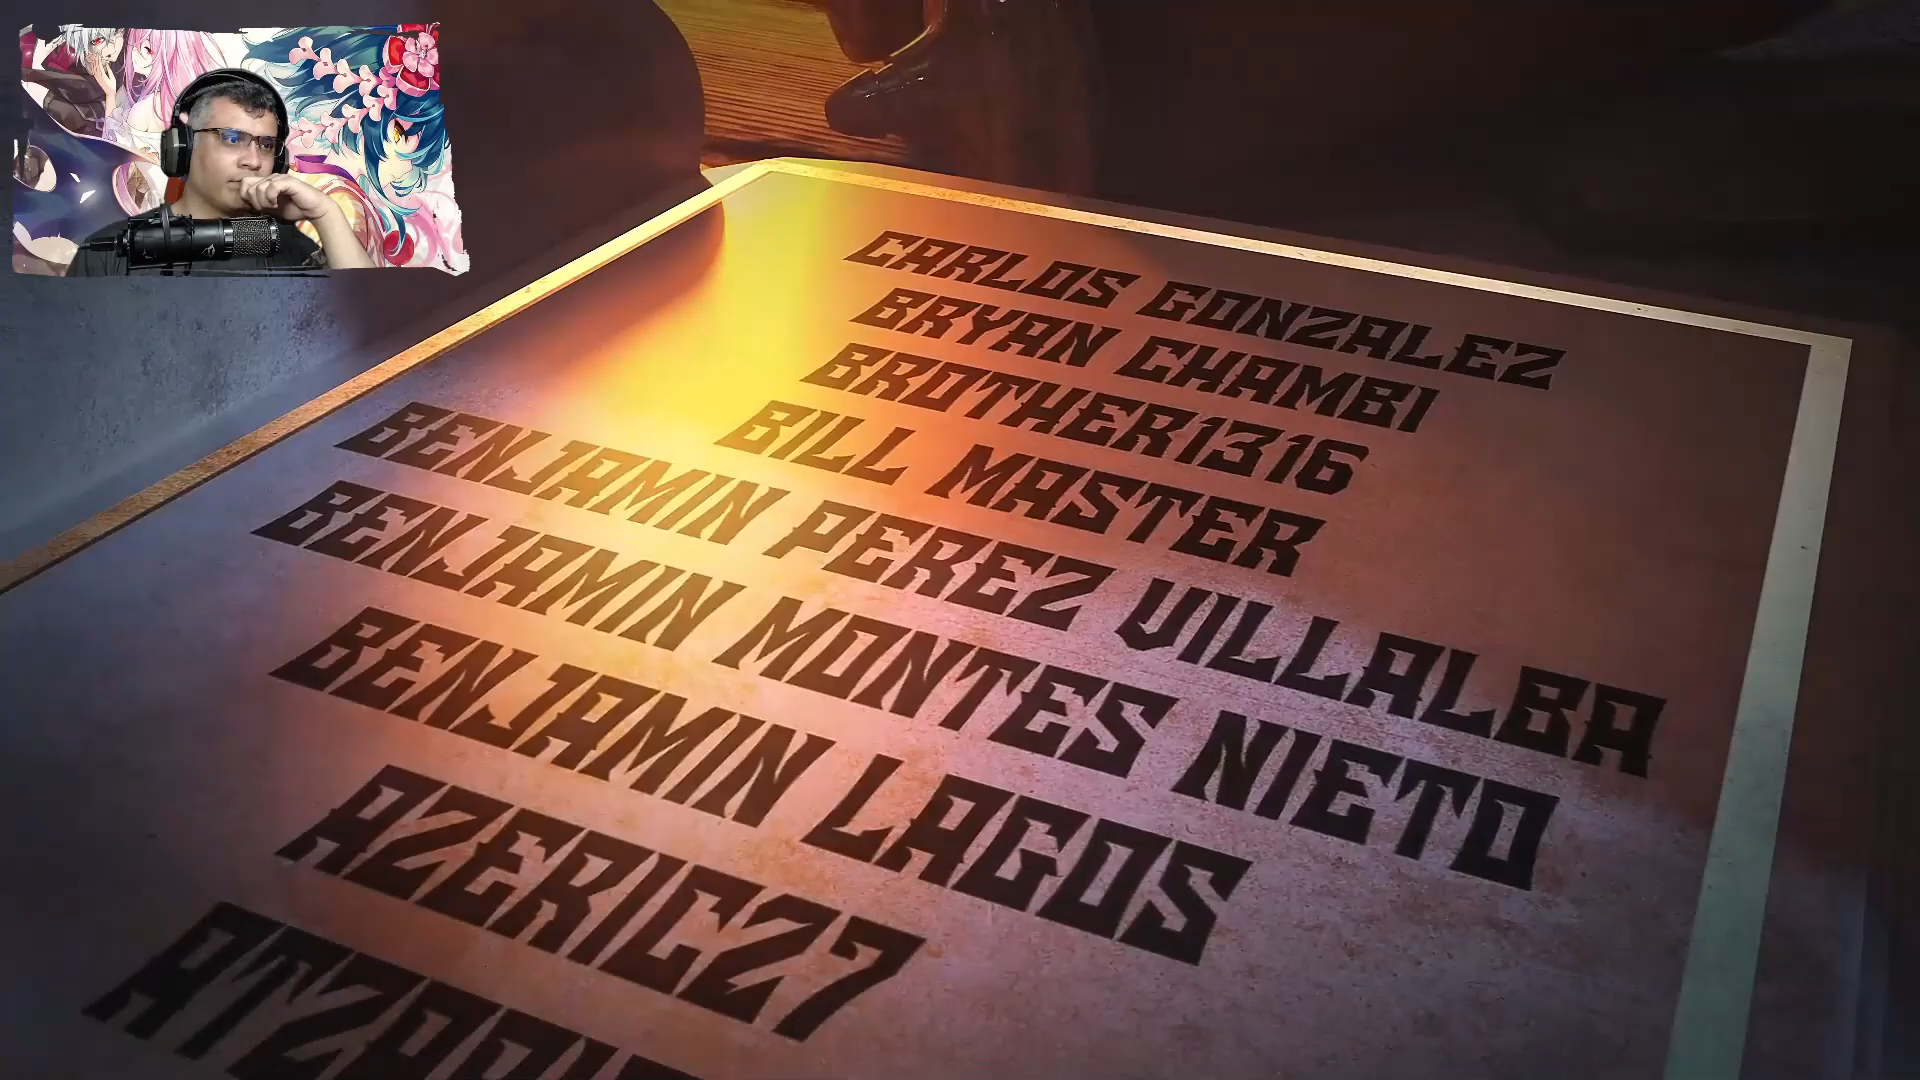 CARLOS GONZALEZ
BRYAN CHAMBI
BROTHER1316
BILL MASTER
BENJAMIN PEREZ VILLALBA
BENJAMIN MONTES NIETO
BENJAMIN LAGOS
AZERIC27